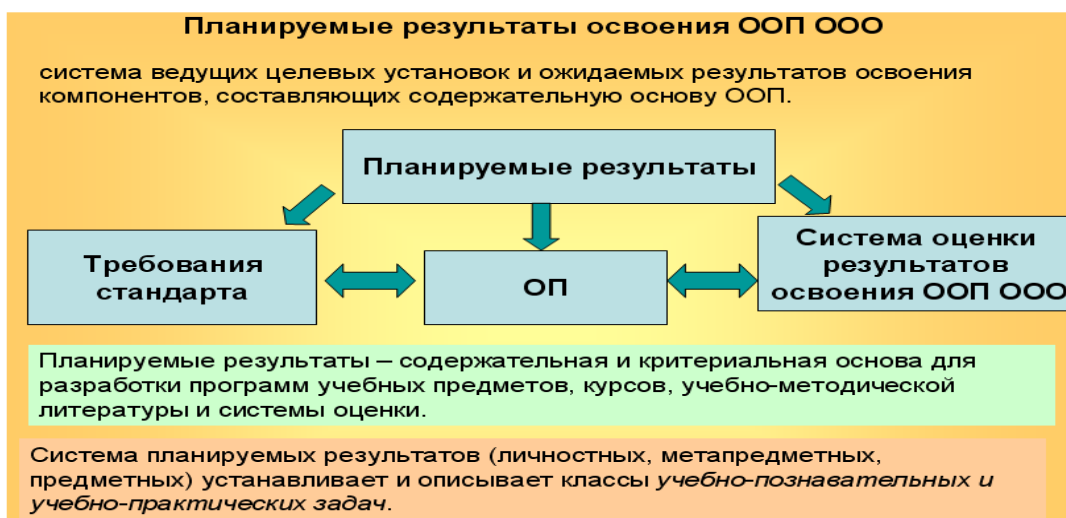 Планируемые результаты освоения ООП ООО
система ведущих целевых установок и ожидаемых результатов освоения
компонентов, составляющих содержательную основу ООП.
Планируемые результаты
Требования
стандарта
ОП
Система оценки
результатов
освоения ООП ООО
Планируемые результаты – содержательная и критериальная основа для
разработки программ учебных предметов, курсов, учебно-методической
литературы и системы оценки.
Система планируемых результатов (личностных, метапредметных,
предметных) устанавливает и описывает классы учебно-познавательных и
учебно-практических задач.